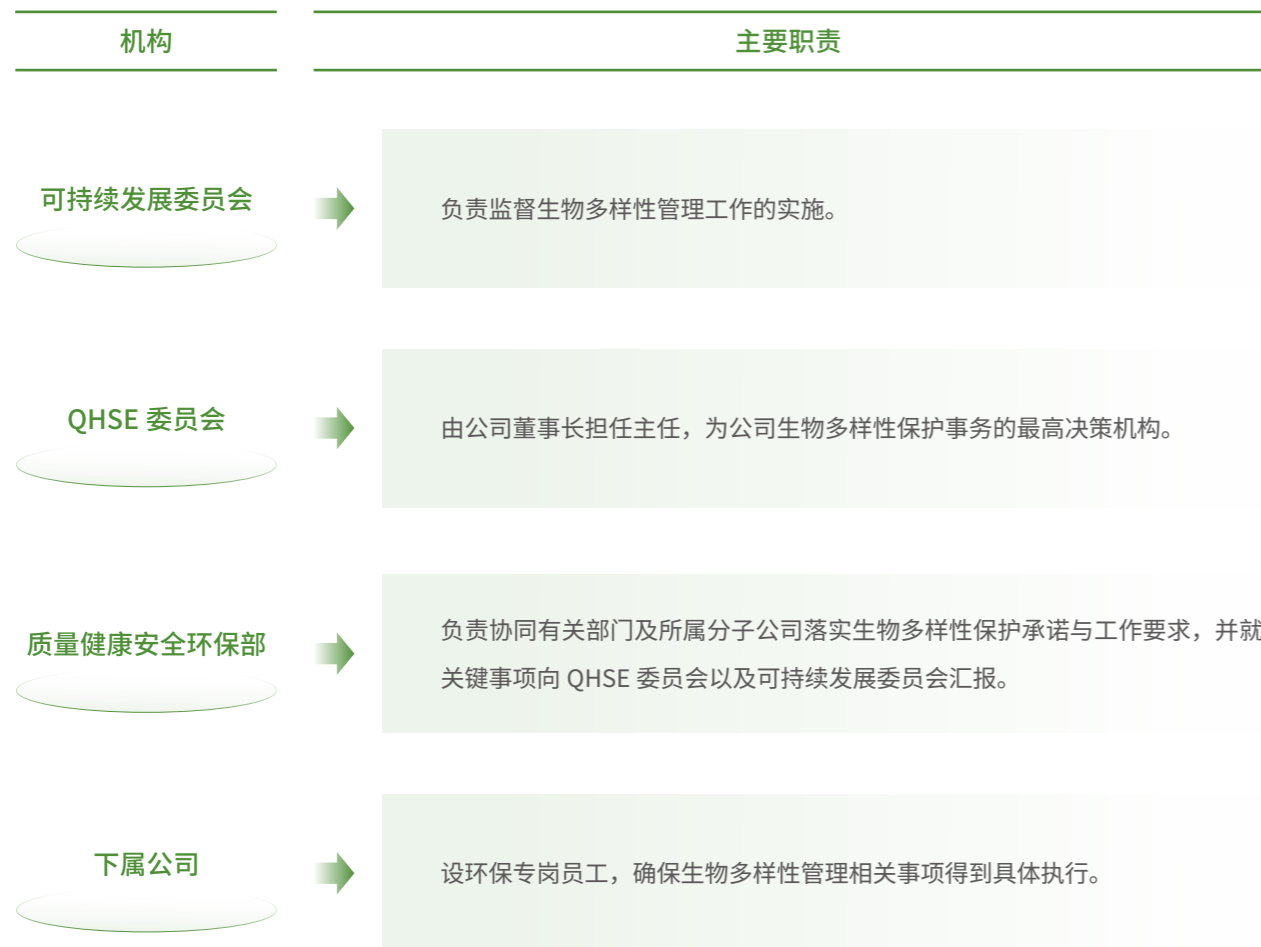 机构
主要职责
可持续发展委员会
负责监督生物多样性管理工作的实施。
QHSE 委员会
由公司董事长担任主任，为公司生物多样性保护事务的最高决策机构。
质量健康安全环保部
负责协同有关部门及所属分子公司落实生物多样性保护承诺与工作要求，并就
关键事项向 QHSE 委员会以及可持续发展委员会汇报。
下属公司
设环保专岗员工，确保生物多样性管理相关事项得到具体执行。